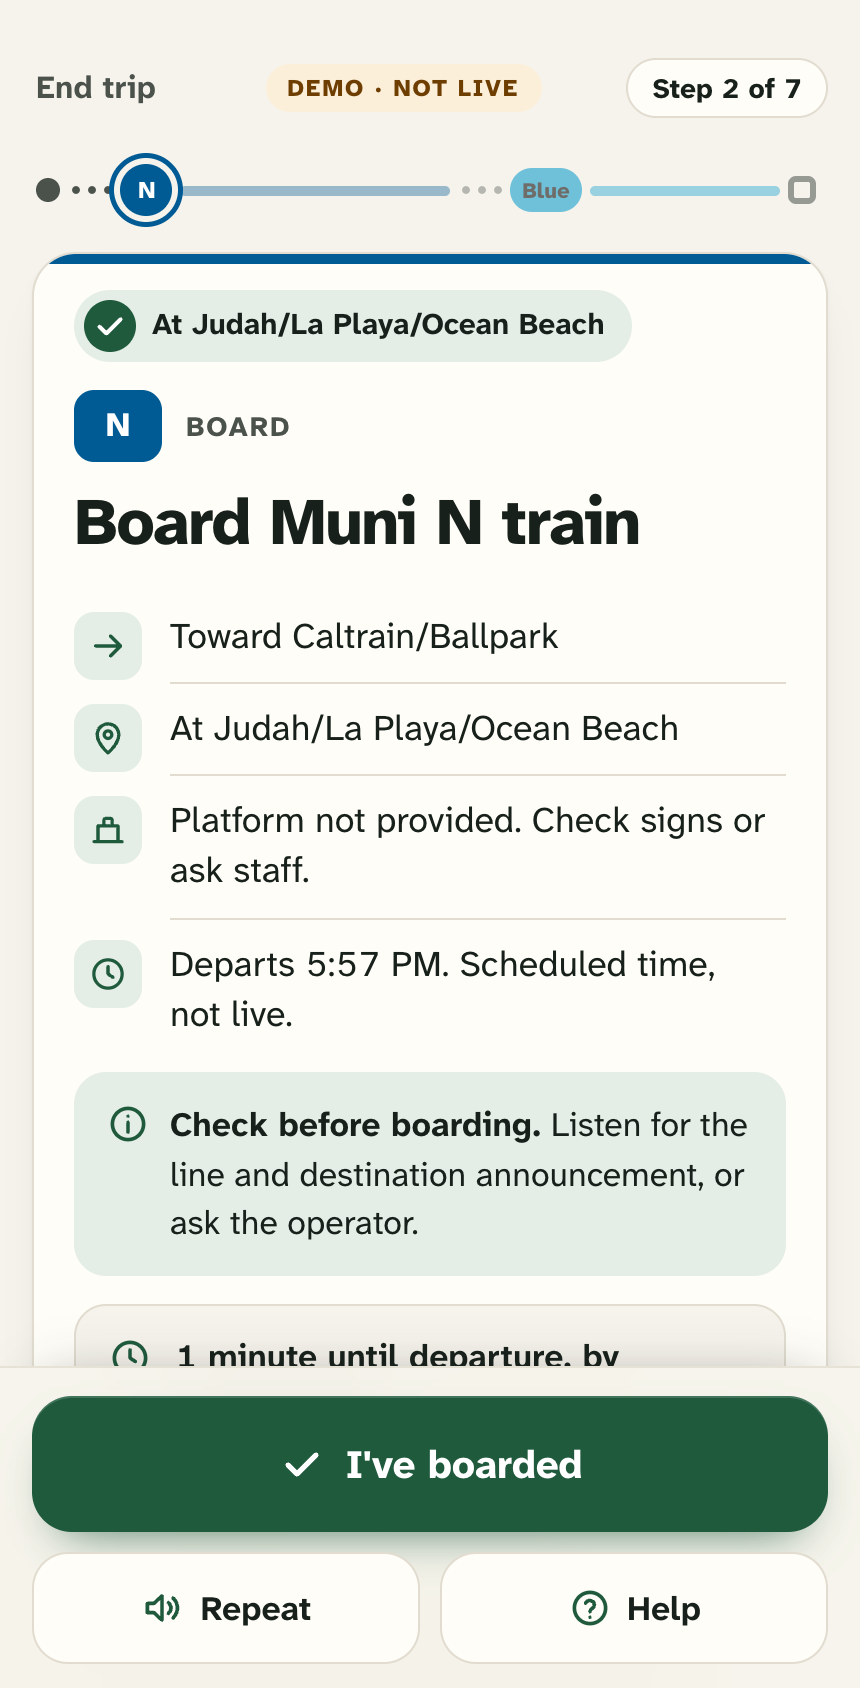 End trip
DEMO · NOT LIVE
Step 2 of 7
N
Blue
At Judah/La Playa/Ocean Beach
N
BOARD
Board Muni N train
Toward Caltrain/Ballpark
At Judah/La Playa/Ocean Beach
Platform not provided. Check signs or
ask staff.
Departs 5:57 PM. Scheduled time,
not live.
Check before boarding. Listen for the
line and destination announcement, or
ask the operator.
1 minute until departure, by
I've boarded
Repeat
Help